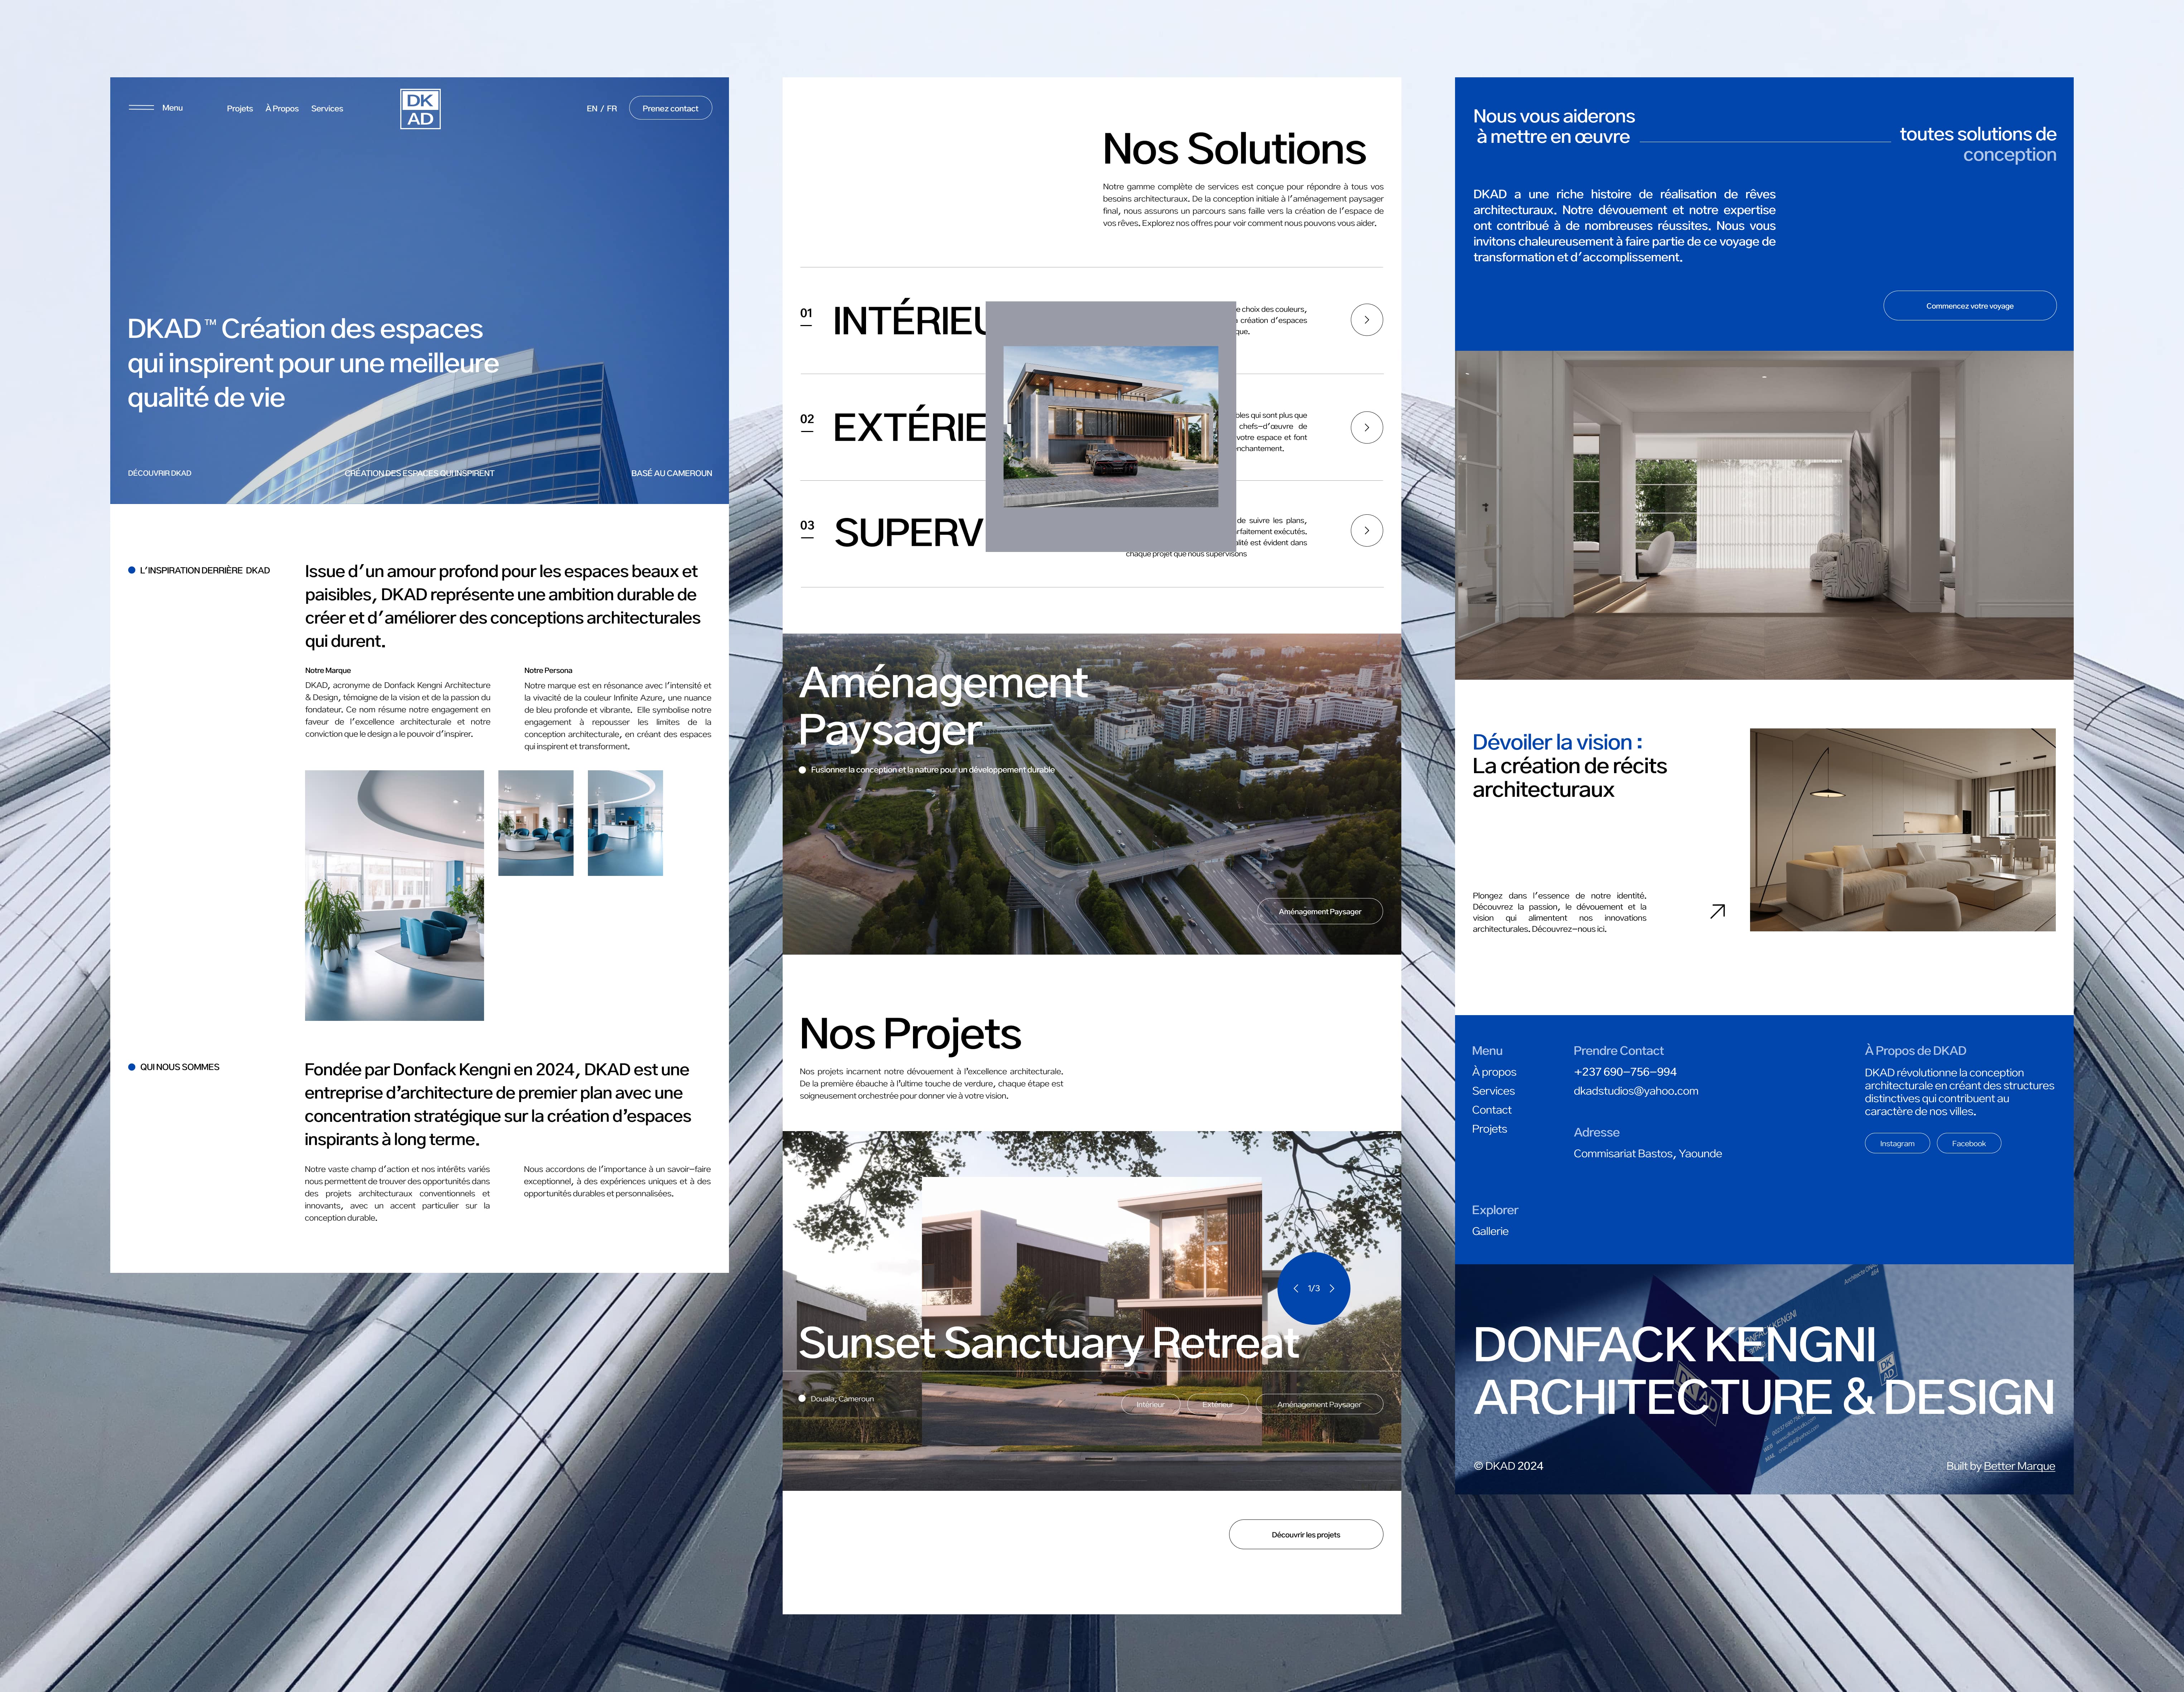 Menu
Projets
À Propos
Services
DK
AD
EN / FR
Prenez contact
DKAD™ Création des espaces
qui inspirent pour une meilleure
qualité de vie
DÉCOUVRIR DKAD
CRÉATION DES ESPACES QUI INSPIRENT
BASÉ AU CAMEROUN
L'INSPIRATION DERRIÈRE DKAD
Issue d'un amour profond pour les espaces beaux et
paisibles, DKAD représente une ambition durable de
créer et d'améliorer des conceptions architecturales
qui durent.
Notre Marque
DKAD, acronyme de Donfack Kengni Architecture
& Design, témoigne de la vision et de la passion du
fondateur. Ce nom résume notre engagement en
faveur de l'excellence architecturale et notre
conviction que le design a le pouvoir d'inspirer.
Notre Persona
Notre marque est en résonance avec l'intensité et
la vivacité de la couleur Infinite Azure, une nuance
de bleu profonde et vibrante. Elle symbolise notre
engagement à repousser les limites de la
conception architecturale, en créant des espaces
qui inspirent et transforment.
QUI NOUS SOMMES
Fondée par Donfack Kengni en 2024, DKAD est une
entreprise d'architecture de premier plan avec une
concentration stratégique sur la création d'espaces
inspirants à long terme.
Notre vaste champ d'action et nos intérêts variés
nous permettent de trouver des opportunités dans
des projets architecturaux conventionnels et
innovants, avec un accent particulier sur la
conception durable.
Nous accordons de l'importance à un savoir-faire
exceptionnel, à des expériences uniques et à des
opportunités durables et personnalisées.
Nos Solutions
Notre gamme complète de services est conçue pour répondre à tous vos
besoins architecturaux. De la conception initiale à l'aménagement paysager
final, nous assurons un parcours sans faille vers la création de l'espace de
vos rêves. Explorez nos offres pour voir comment nous pouvons vous aider.
01
INTÉRIEU
e choix des couleurs,
création d'espaces
que.
02
EXTÉRIE
bles qui sont plus que
chefs-d'œuvre de
votre espace et font
enchantement.
03
SUPERV
de suivre les plans,
rfaitement exécutés.
alité est évident dans
chaque projet que nous supervisons
Aménagement
Paysager
Fusionner la conception et la nature pour un développement durable
Aménagement Paysager
Nos Projets
Nos projets incarnent notre dévouement à l'excellence architecturale.
De la première ébauche à l'ultime touche de verdure, chaque étape est
soigneusement orchestrée pour donner vie à votre vision.
1/3
Sunset Sanctuary Retreat
Douala, Cameroun
Intérieur
Extérieur
Aménagement Paysager
Découvrir les projets
Nous vous aiderons
à mettre en œuvre
toutes solutions de
conception
DKAD a une riche histoire de réalisation de rêves
architecturaux. Notre dévouement et notre expertise
ont contribué à de nombreuses réussites. Nous vous
invitons chaleureusement à faire partie de ce voyage de
transformation et d'accomplissement.
Commencez votre voyage
Dévoiler la vision :
La création de récits
architecturaux
Plongez dans l'essence de notre identité.
Découvrez la passion, le dévouement et la
vision qui alimentent nos innovations
architecturales. Découvrez-nous ici.
Menu
À propos
Services
Contact
Projets
Explorer
Gallerie
Prendre Contact
+237 690-756-994
dkadstudios@yahoo.com
Adresse
Commisariat Bastos, Yaounde
À Propos de DKAD
DKAD révolutionne la conception
architecturale en créant des structures
distinctives qui contribuent au
caractère de nos villes.
Instagram
Facebook
DONFACK KENGNI
ARCHITECTURE & DESIGN
DK
AD
© DKAD 2024
Built by Better Marque